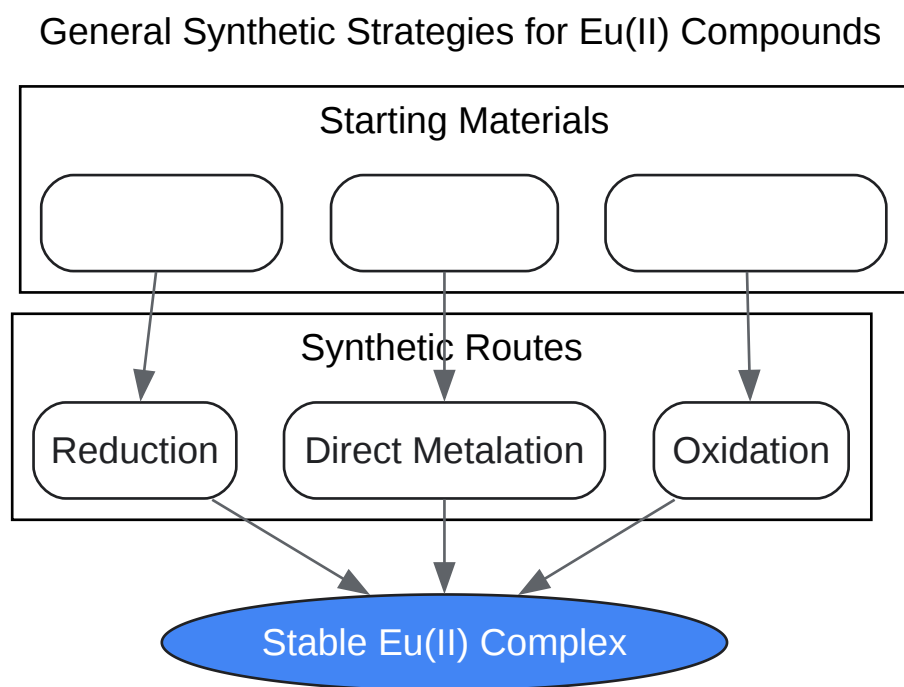 General Synthetic Strategies for Eu(II) Compounds
Starting Materials
Synthetic Routes
Reduction
Direct Metalation
Oxidation
Stable Eu(II) Complex